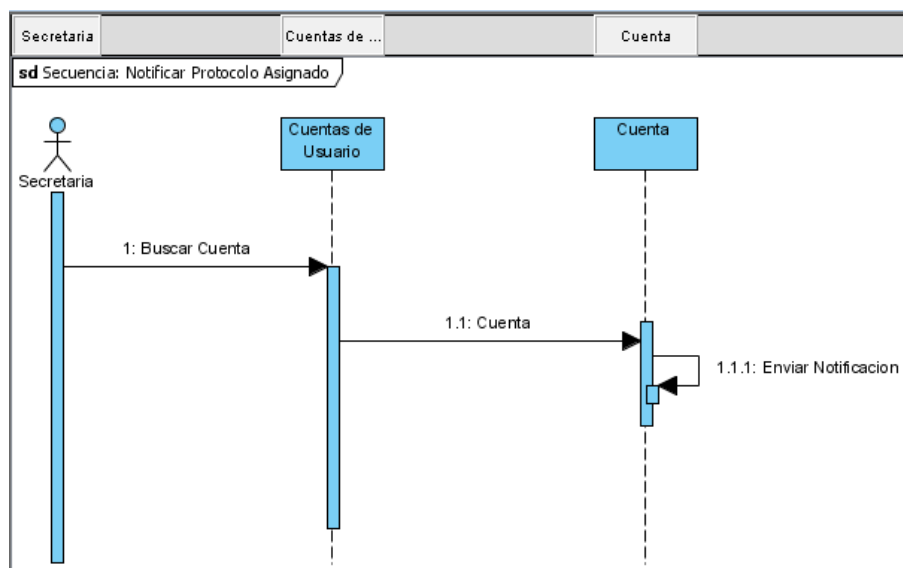 Secretaria
Cuentas de ...
Cuenta
sd Secuencia: Notificar Protocolo Asignado
Secretaria
Cuentas de
Usuario
Cuenta
1: Buscar Cuenta
1.1: Cuenta
1.1.1: Enviar Notificacion